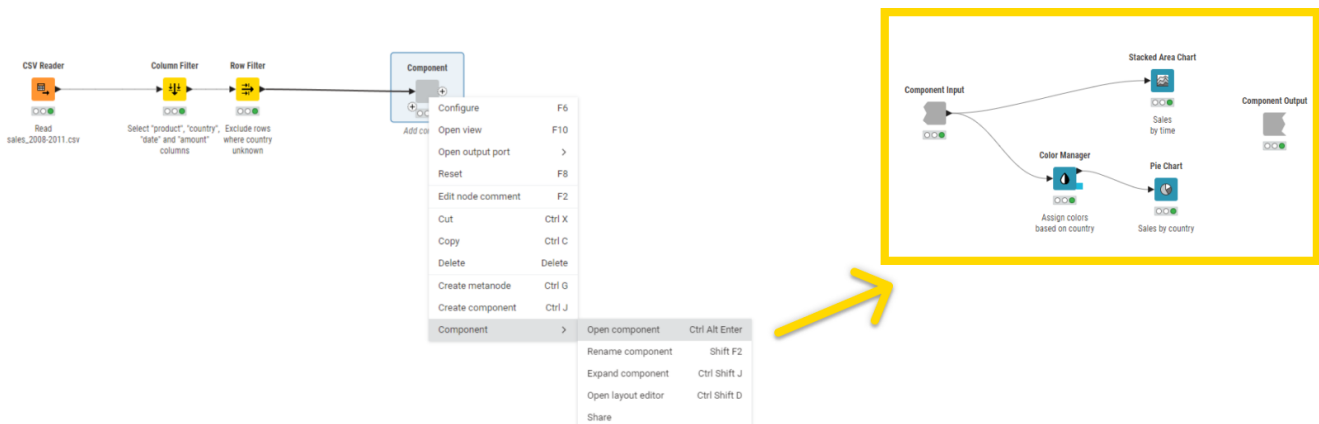 CSV Reader
Read
sales_2008-2011.csv
Column Filter
Select "product", "country",
"date" and "amount"
columns
Row Filter
Exclude rows
where country
unknown
Component
Add com
Configure F6
Open view F10
Open output port >
Reset F8
Edit node comment F2
Cut Ctrl X
Copy Ctrl C
Delete Delete
Create metanode Ctrl G
Create component Ctrl J
Component >
Open component Ctrl Alt Enter
Rename component Shift F2
Expand component Ctrl Shift J
Open layout editor Ctrl Shift D
Share
Component Input
Stacked Area Chart
Sales
by time
Color Manager
Assign colors
based on country
Pie Chart
Sales by country
Component Output